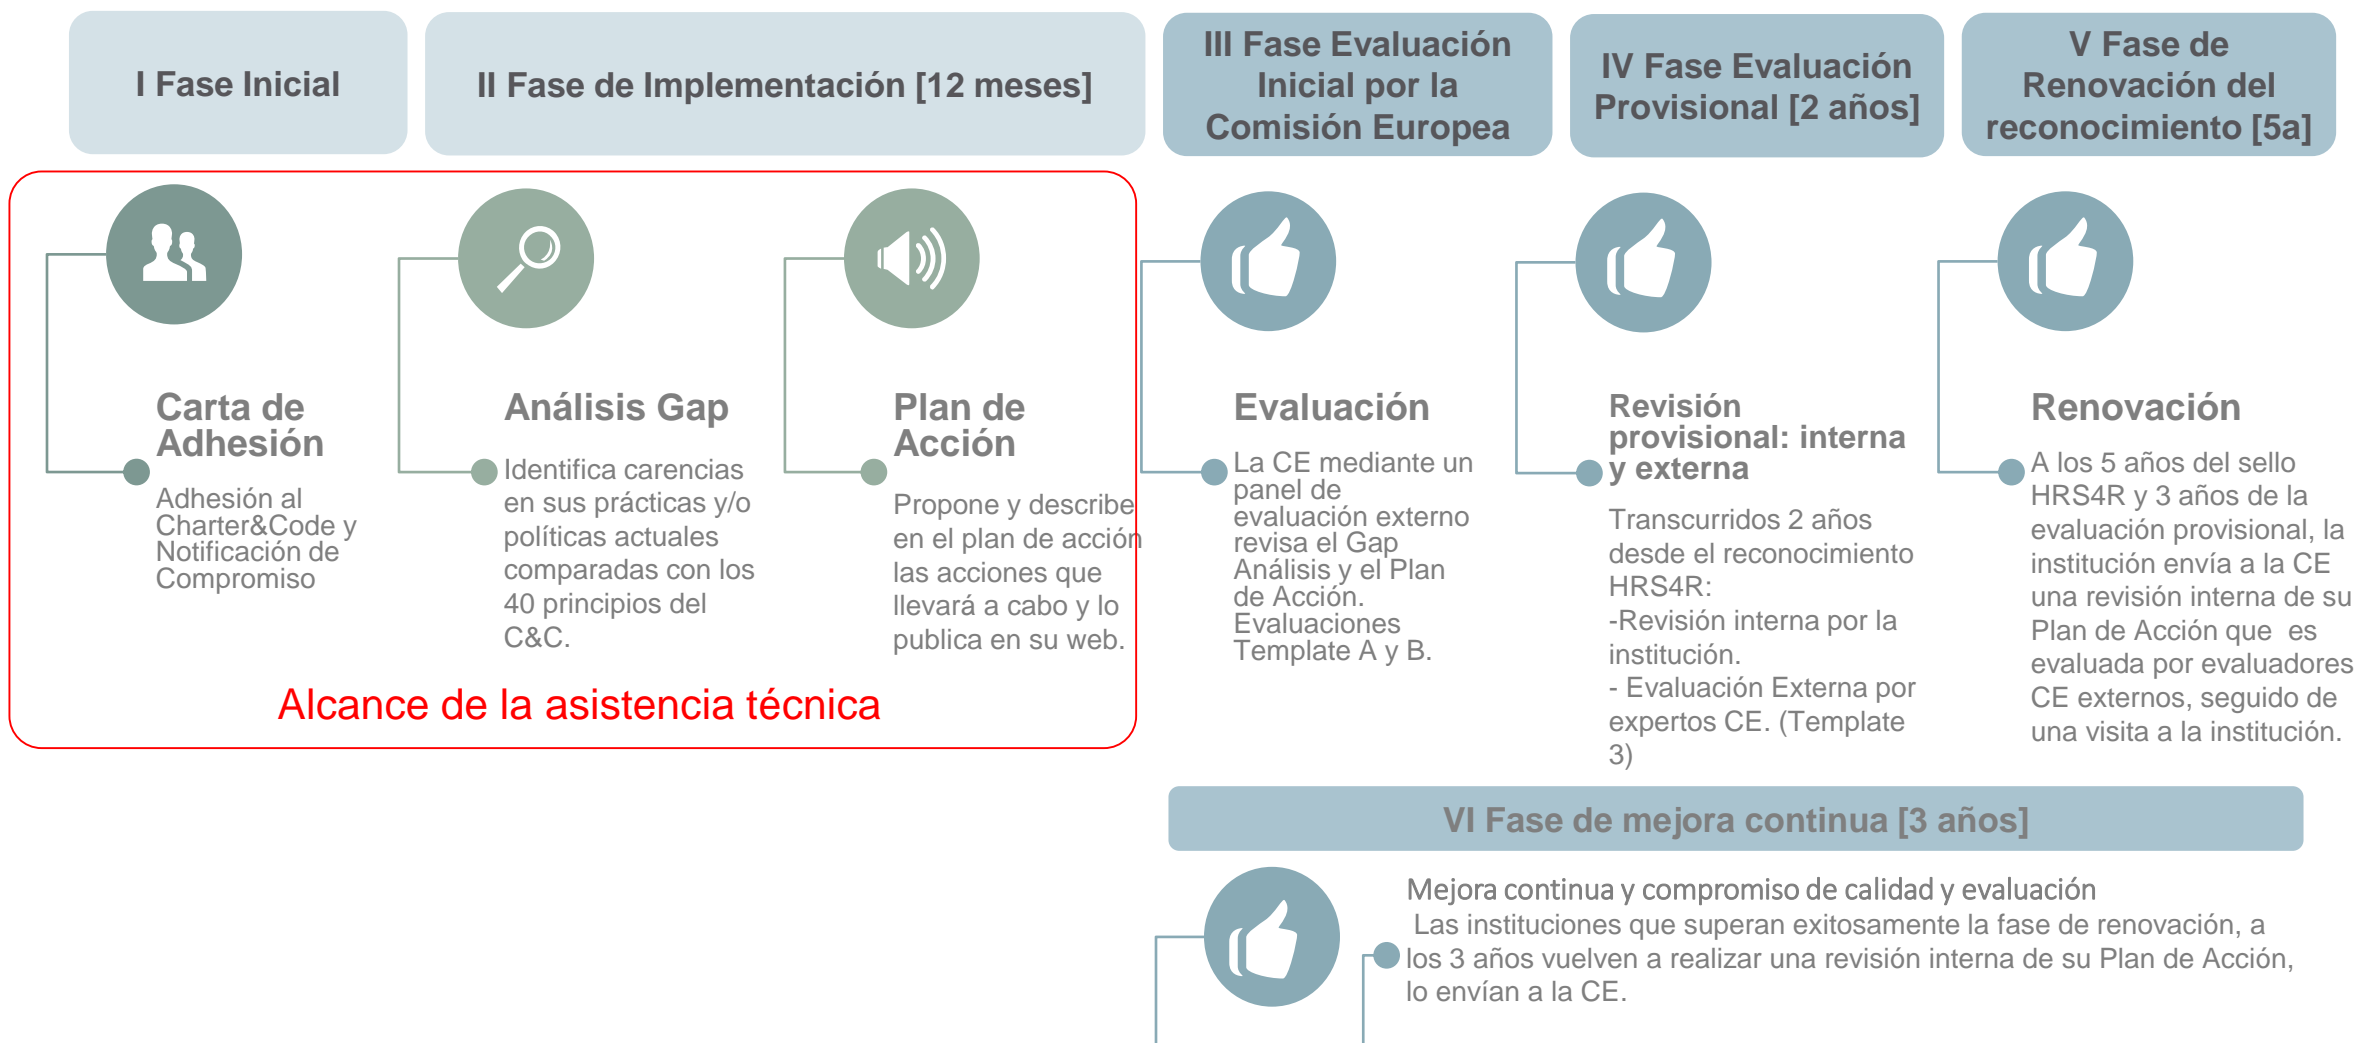 I Fase Inicial
II Fase de Implementación [12 meses]
III Fase Evaluación
Inicial por la
Comisión Europea
IV Fase Evaluación
Provisional [2 años]
V Fase de
Renovación del
reconocimiento [5a]
Carta de
Adhesión
Adhesión al
Charter&Code y
Notificación de
Compromiso
Análisis Gap
Identifica carencias
en sus prácticas y/o
políticas actuales
comparadas con los
40 principios del
C&C.
Plan de
Acción
Propone y describe
en el plan de acción
las acciones que
llevará a cabo y lo
publica en su web.
Alcance de la asistencia técnica
Evaluación
La CE mediante un
panel de
evaluación externo
revisa el Gap
Análisis y el Plan
de Acción.
Evaluaciones
Template A y B.
Revisión
provisional: interna
y externa
Transcurridos 2 años
desde el reconocimiento
HRS4R:
-Revisión interna por la
institución.
- Evaluación Externa por
expertos CE. (Template
3)
Renovación
A los 5 años del sello
HRS4R y 3 años de la
evaluación provisional, la
institución envía a la CE
una revisión interna de su
Plan de Acción que  es
evaluada por evaluadores
CE externos, seguido de
una visita a la institución.
VI Fase de mejora continua [3 años]
Mejora continua y compromiso de calidad y evaluación
Las instituciones que superan exitosamente la fase de renovación, a
los 3 años vuelven a realizar una revisión interna de su Plan de Acción,
lo envían a la CE.